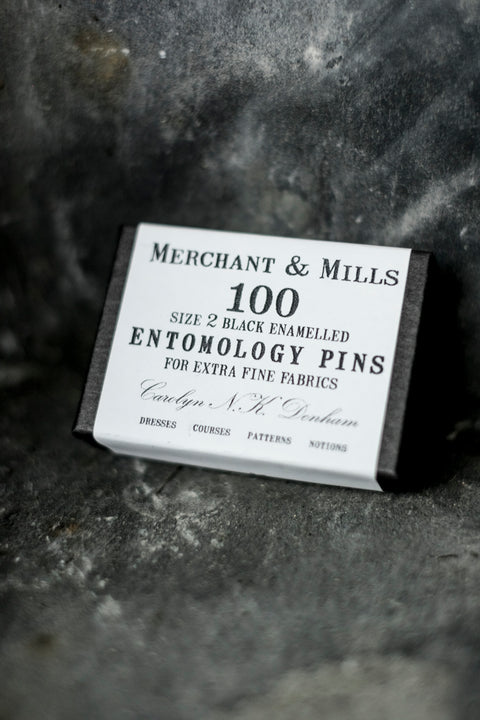 MERCHANT & MILLS
100
SIZE 2 BLACK ENAMELLED
ENTOMOLOGY PINS
FOR EXTRA FINE FABRICS
Carolyn N.K. Denham
DRESSES COURSES PATTERNS NOTIONS